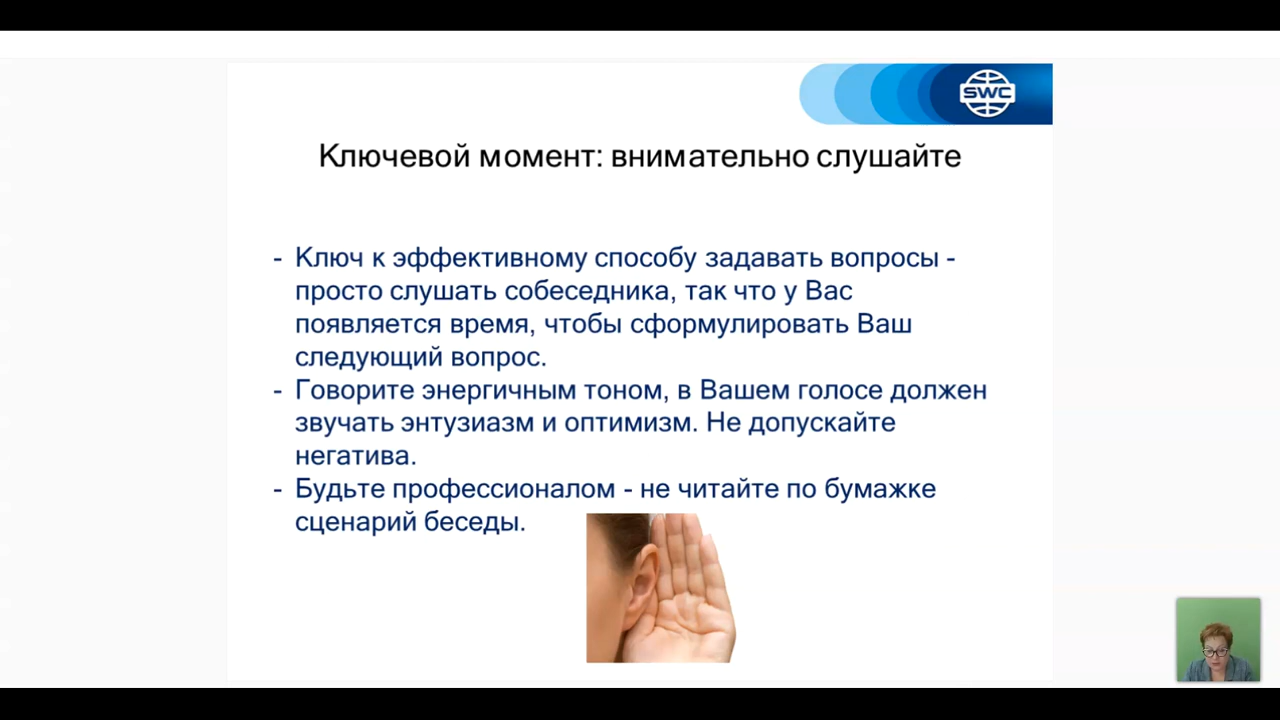 SWC
Ключевой момент: внимательно слушайте
- Ключ к эффективному способу задавать вопросы -
просто слушать собеседника, так что у Вас
появляется время, чтобы сформулировать Ваш
следующий вопрос.
- Говорите энергичным тоном, в Вашем голосе должен
звучать энтузиазм и оптимизм. Не допускайте
негатива.
- Будьте профессионалом - не читайте по бумажке
сценарий беседы.